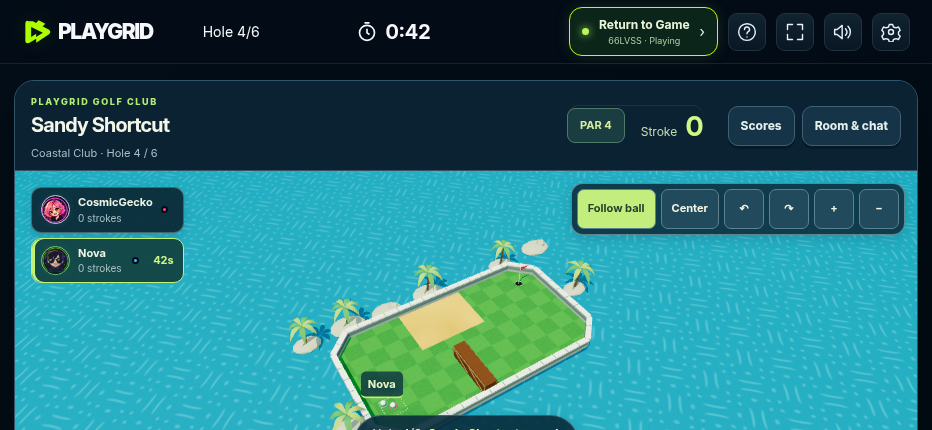 PLAYGRID
Hole 4/6
0:42
Return to Game
66LVSS · Playing
PLAYGRID GOLF CLUB
Sandy Shortcut
Coastal Club · Hole 4 / 6
PAR 4
Stroke 0
Scores
Room & chat
CosmicGecko
0 strokes
Nova
0 strokes
42s
Follow ball
Center
Nova